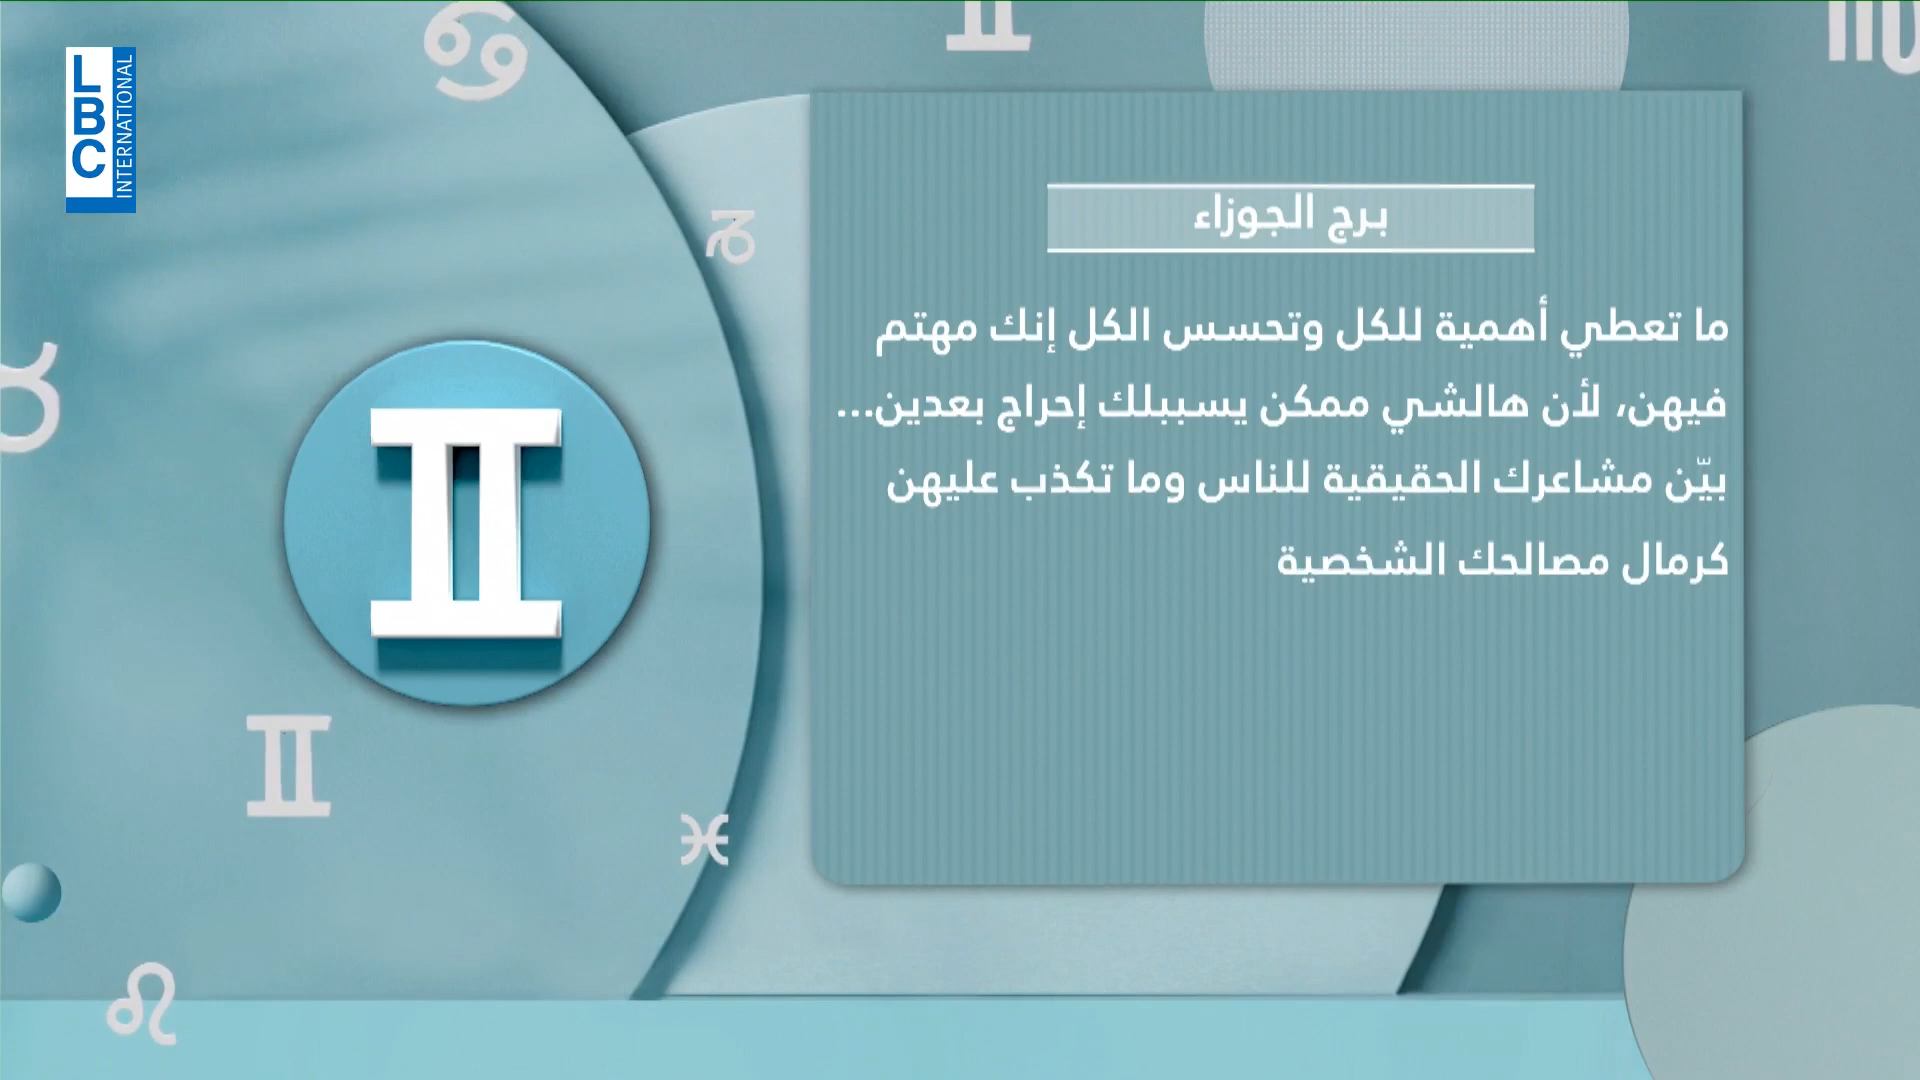 LBC
INTERNATIONAL
برج الجوزاء
ما تعطي أهمية للكل وتحسس الكل إنك مهتم
فيهن، لأن هالشي ممكن يسببلك إحراج بعدين...
بيّن مشاعرك الحقيقية للناس وما تكذب عليهن
كرمال مصالحك الشخصية